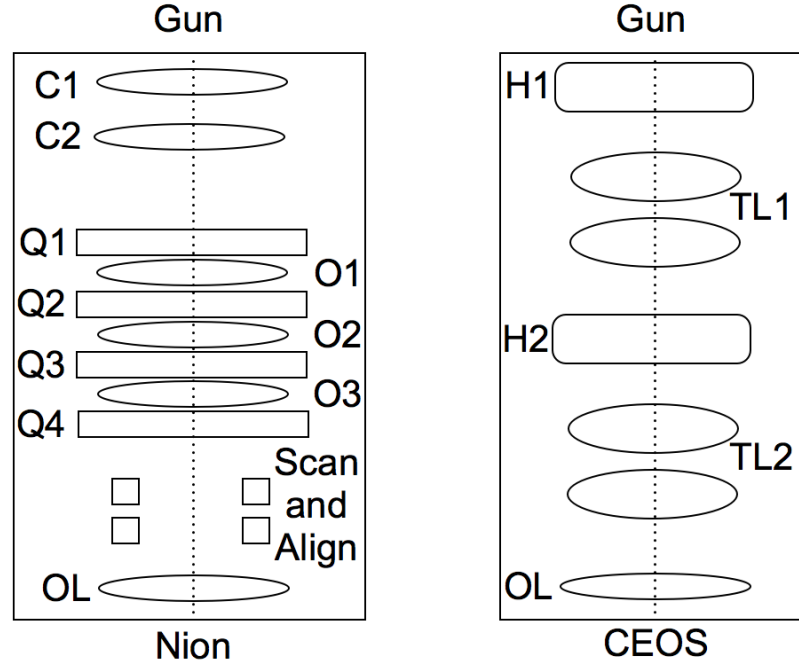 Gun
C1
C2
Q1
O1
Q2
O2
Q3
O3
Q4
Scan
and
Align
OL
Nion
Gun
H1
TL1
H2
TL2
OL
CEOS